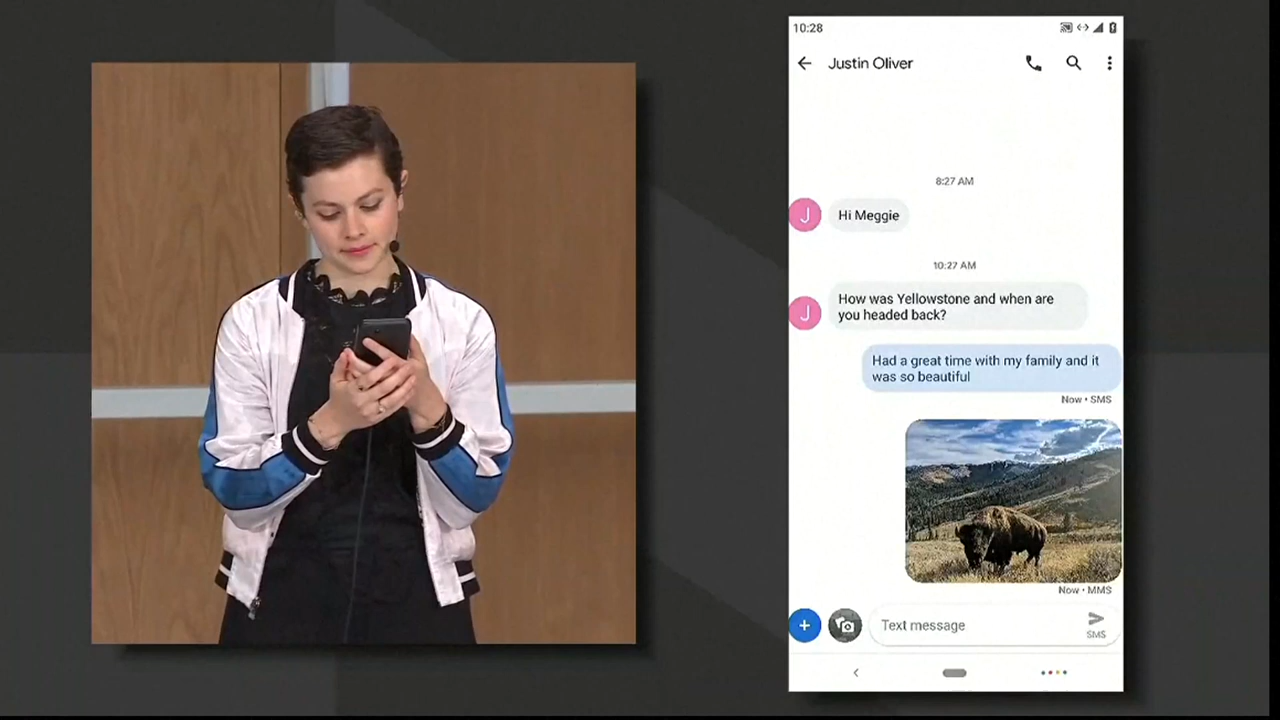 10:28
Justin Oliver
8:27 AM
J
Hi Meggie
10:27 AM
How was Yellowstone and when are
you headed back?
J
Had a great time with my family and it
was so beautiful
Now • SMS
Now • MMS
Text message
SMS